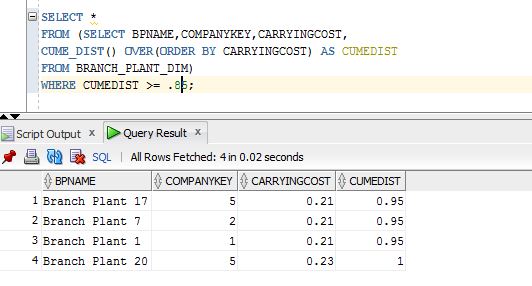 SELECT *
FROM (SELECT BPNAME,COMPANYKEY,CARRYINGCOST,
CUME_DIST() OVER(ORDER BY CARRYINGCOST) AS CUMEDIST
FROM BRANCH_PLANT_DIM)
WHERE CUMEDIST >= .85;
Script Output x Query Result x
SQL | All Rows Fetched: 4 in 0.02 seconds
BPNAME COMPANYKEY CARRYINGCOST CUMEDIST
1 Branch Plant 17 5 0.21 0.95
2 Branch Plant 7 2 0.21 0.95
3 Branch Plant 1 1 0.21 0.95
4 Branch Plant 20 5 0.23 1